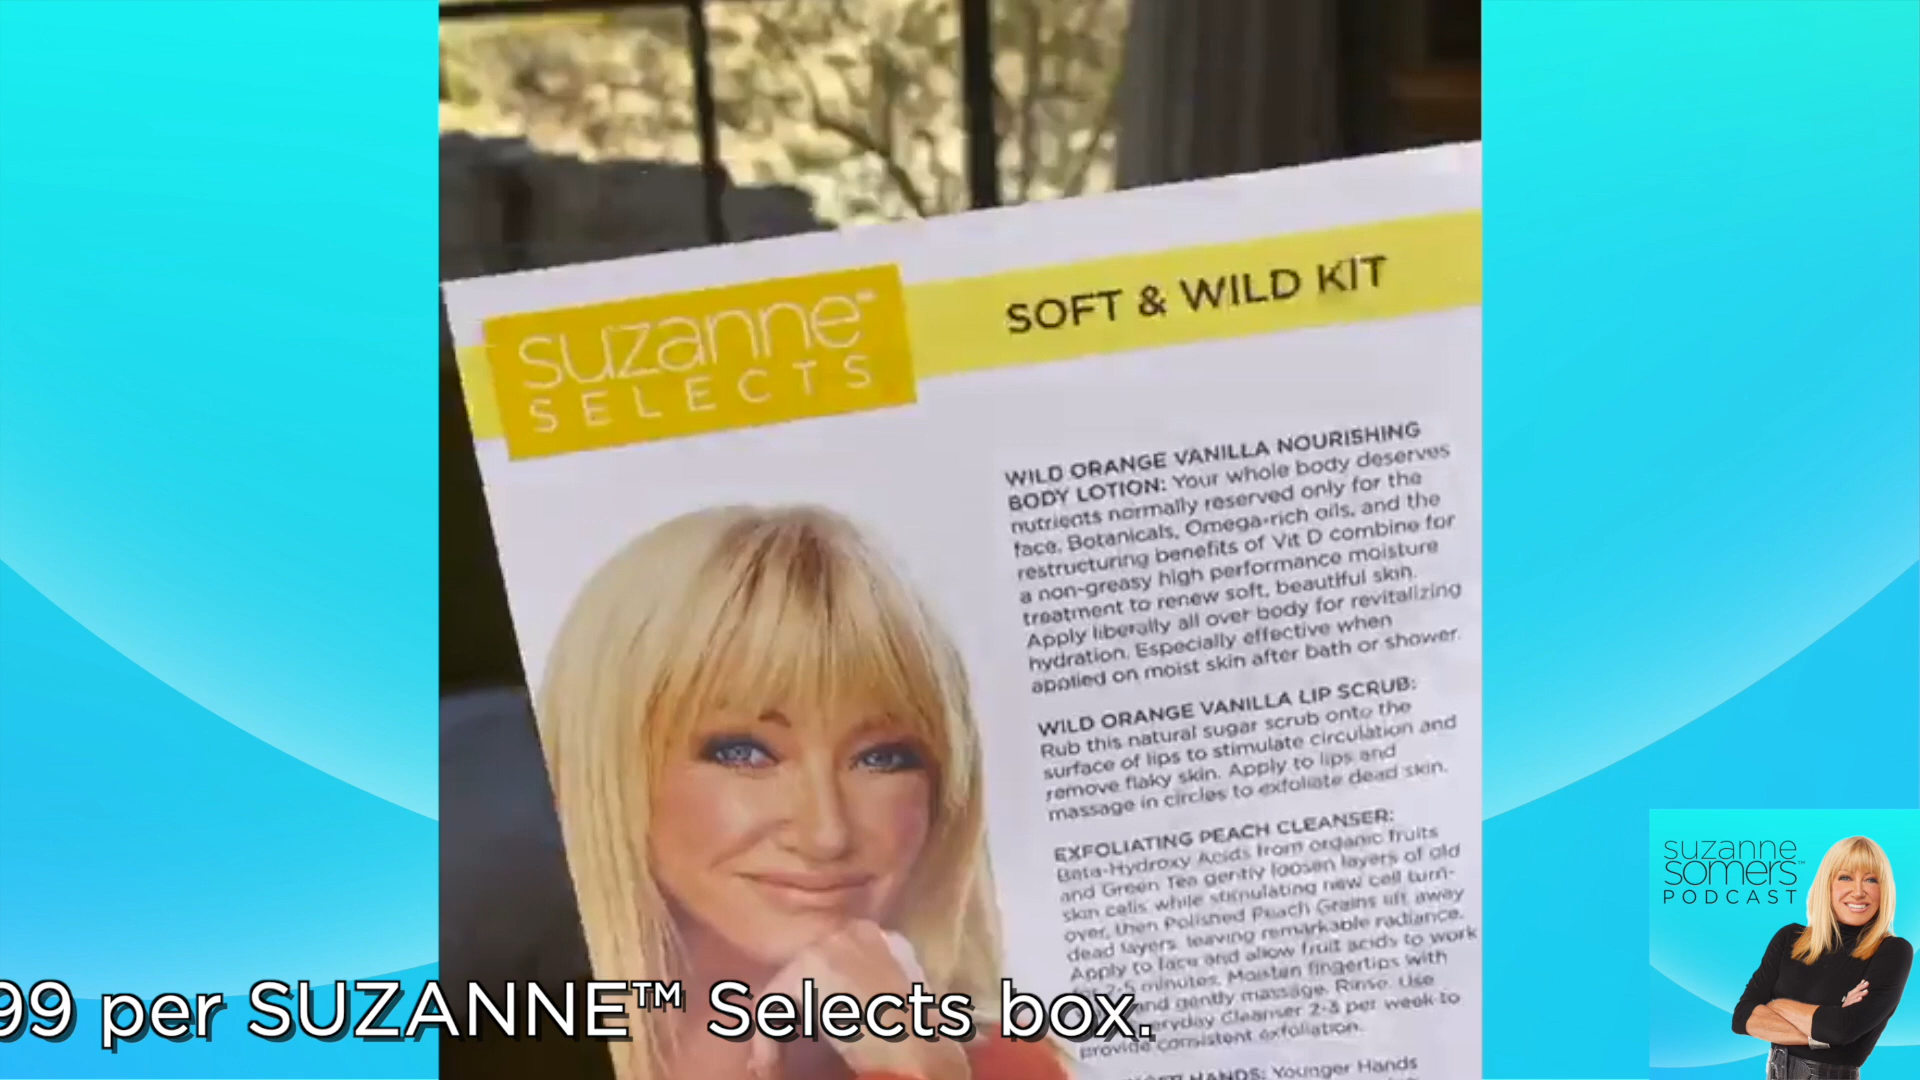 suzanne™
SELECTS
SOFT & WILD KIT
WILD ORANGE VANILLA NOURISHING
BODY LOTION: Your whole body deserves
nutrients normally reserved only for the
face. Botanicals, Omega-rich oils, and the
restructuring benefits of Vit D combine for
a non-greasy high performance moisture
treatment to renew soft, beautiful skin.
Apply liberally all over body for revitalizing
hydration. Especially effective when
applied on moist skin after bath or shower.
WILD ORANGE VANILLA LIP SCRUB:
Rub this natural sugar scrub onto the
surface of lips to stimulate circulation and
remove flaky skin. Apply to lips and
massage in circles to exfoliate dead skin.
EXFOLIATING PEACH CLEANSER:
Beta-Hydroxy Acids from organic fruits
and Green Tea gently loosen layers of old
skin cells while stimulating new cell turn-
over, then Polished Peach Grains lift away
dead layers, leaving remarkable radiance.
Apply to face and allow fruit acids to work
2-5 minutes. Moisten fingertips with
and gently massage. Rinse. Use
Cleanser 2-3 per week to
provide consistent exfoliation.
HANDS: Younger Hands
99 per SUZANNE™ Selects box.
suzanne
somers™
PODCAST